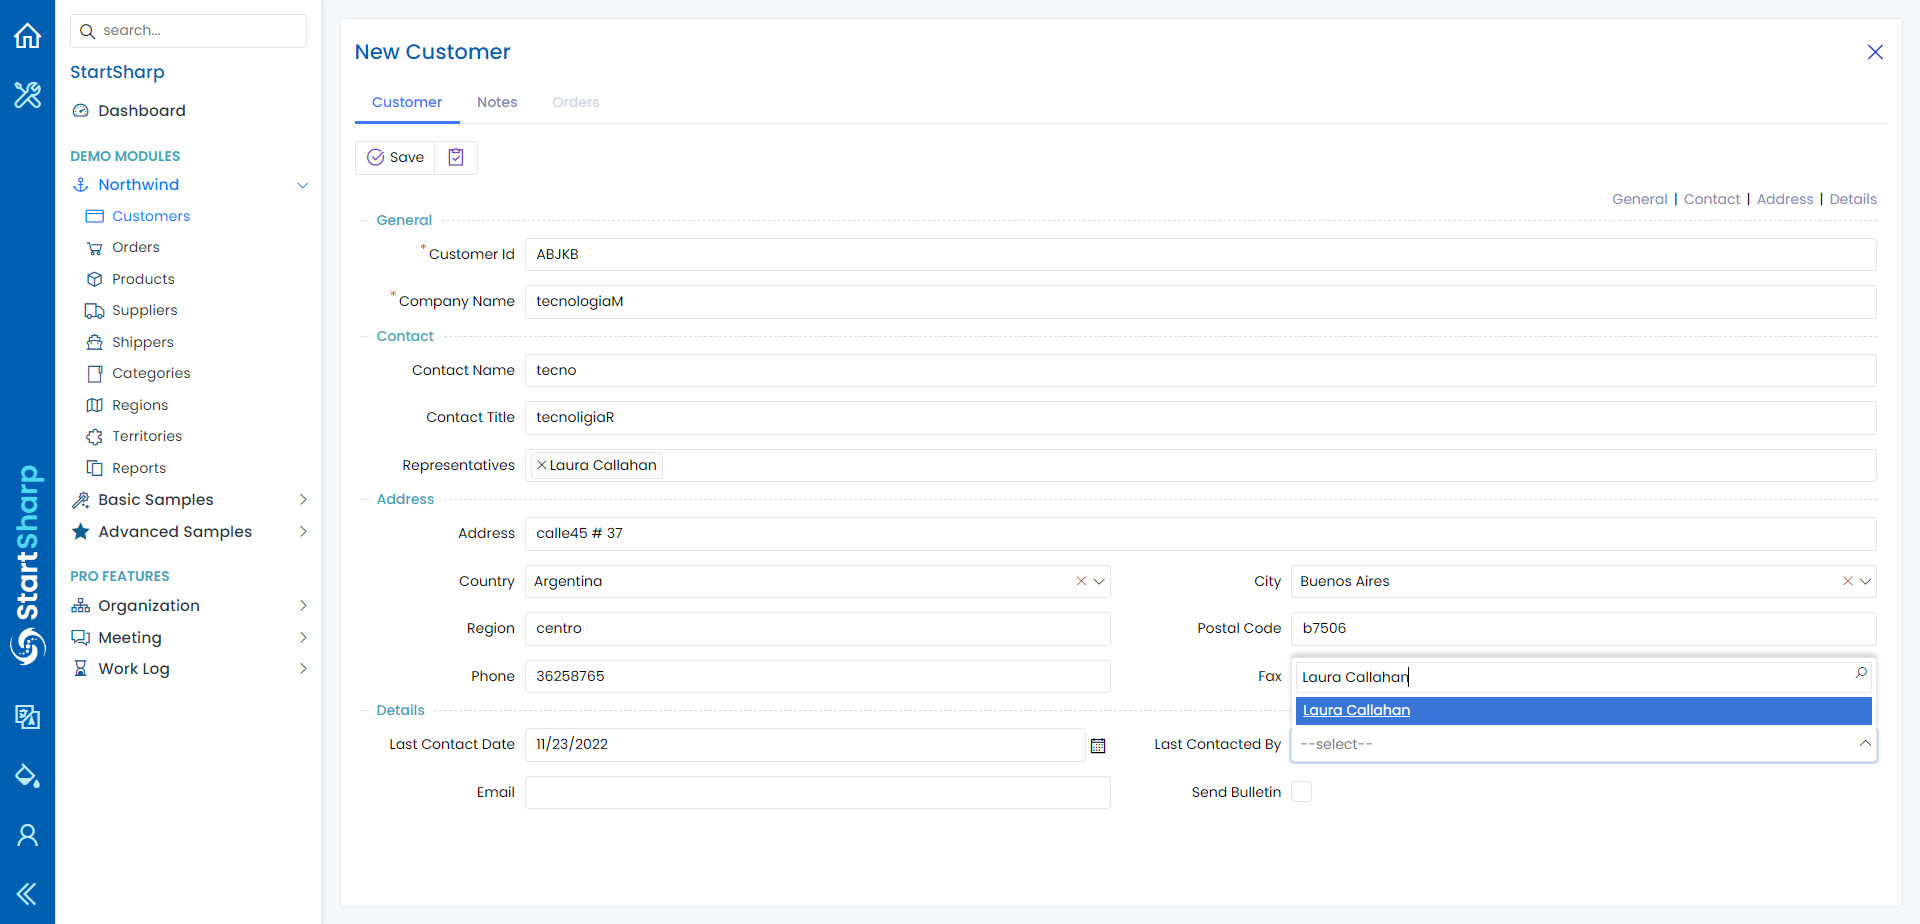 search...
StartSharp
Dashboard
DEMO MODULES
Northwind
Customers
Orders
Products
Suppliers
Shippers
Categories
Regions
Territories
Reports
Basic Samples
Advanced Samples
PRO FEATURES
Organization
Meeting
Work Log
StartSharp
New Customer
Customer Notes Orders
Save
General | Contact | Address | Details
General
* Customer Id ABJKB
* Company Name tecnologiaM
Contact
Contact Name tecno
Contact Title tecnoligiaR
Representatives Laura Callahan
Address
Address calle45 # 37
Country Argentina City Buenos Aires
Region centro Postal Code b7506
Phone 36258765 Fax Laura Callahan
Laura Callahan
Details
Last Contact Date 11/23/2022 Last Contacted By --select--
Email Send Bulletin